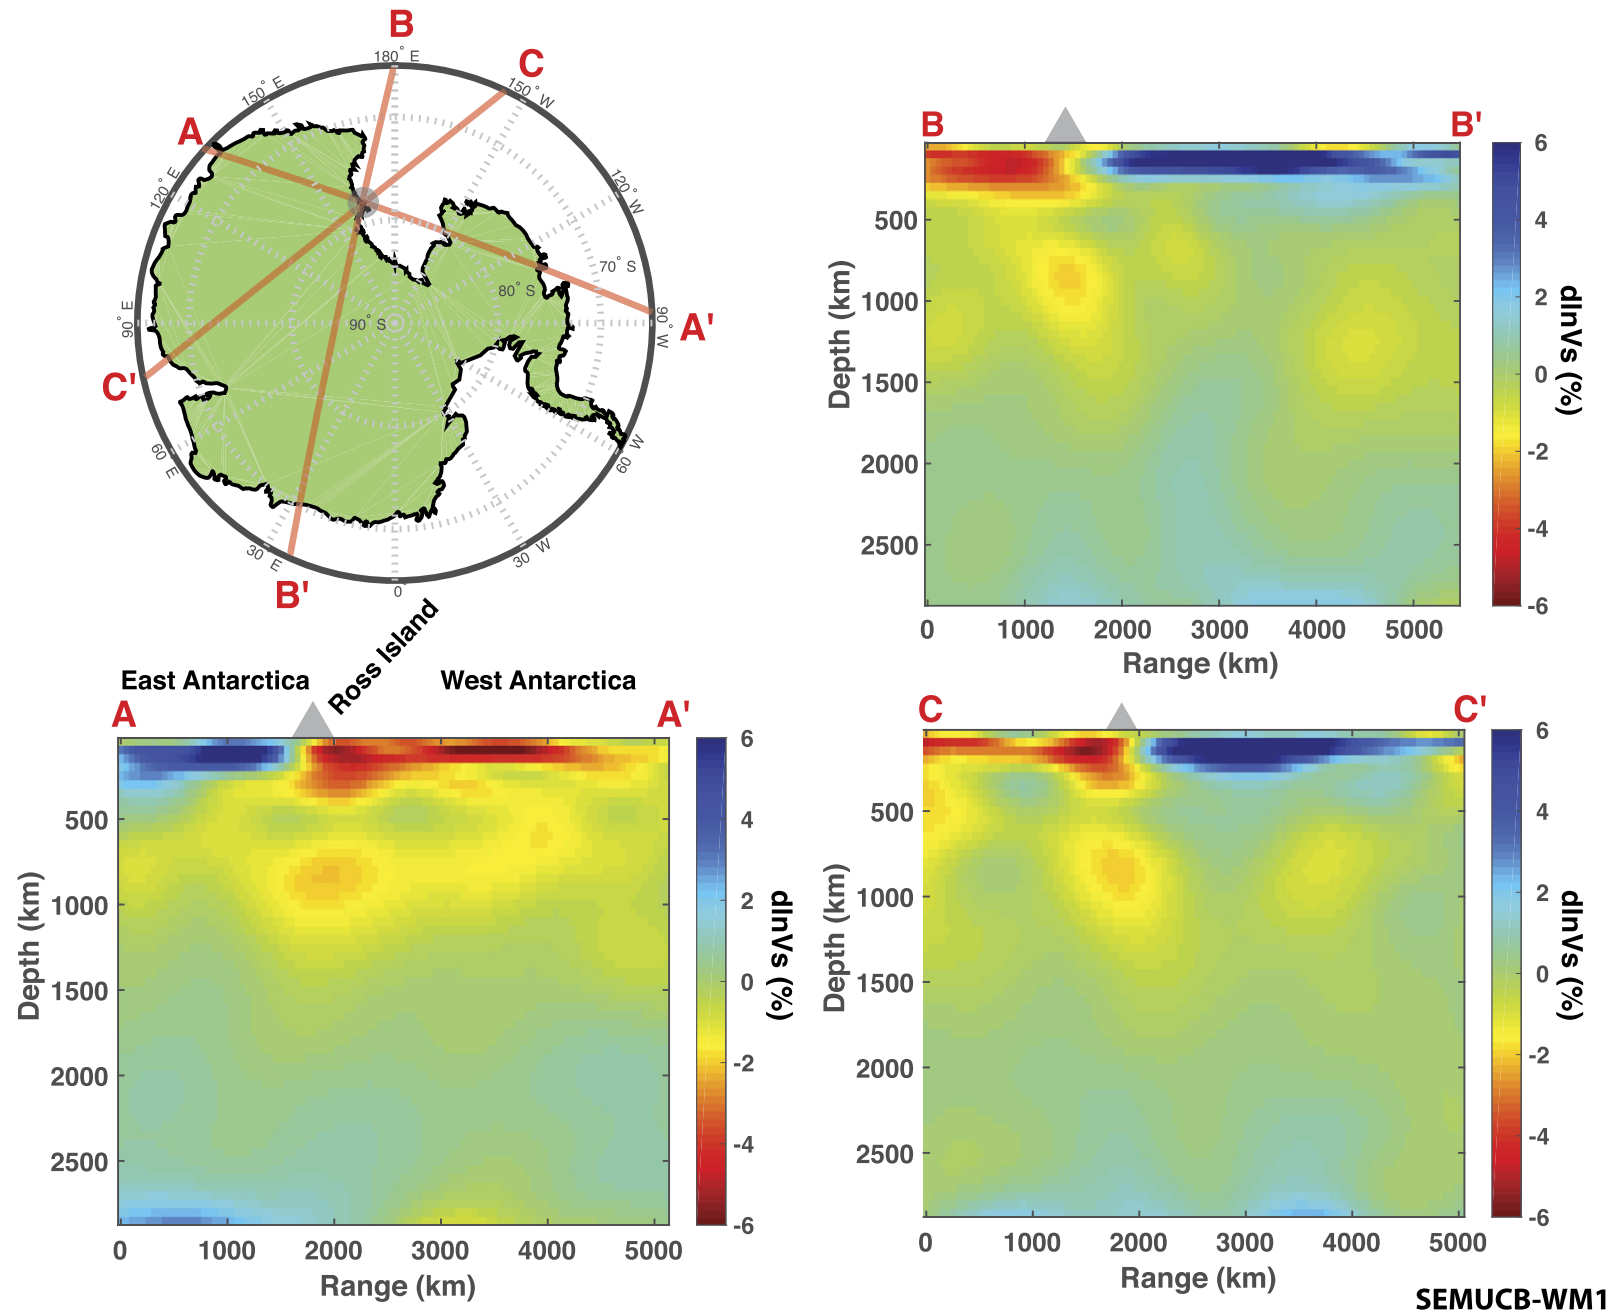 B
C
A
A'
C'
B'
180° E
150° W
120° W
90° W
60 W
30 W
0
30 E
60 E
90° E
120° E
150° E
70° S
80° S
90° S
B
B'
500
1000
1500
2000
2500
Depth (km)
0
1000
2000
3000
4000
5000
Range (km)
6
4
2
0
-2
-4
-6
dlnVs (%)
East Antarctica
Ross Island
West Antarctica
A
A'
500
1000
1500
2000
2500
Depth (km)
0
1000
2000
3000
4000
5000
Range (km)
6
4
2
0
-2
-4
-6
dlnVs (%)
C
C'
500
1000
1500
2000
2500
Depth (km)
0
1000
2000
3000
4000
5000
Range (km)
6
4
2
0
-2
-4
-6
dlnVs (%)
SEMUCB-WM1